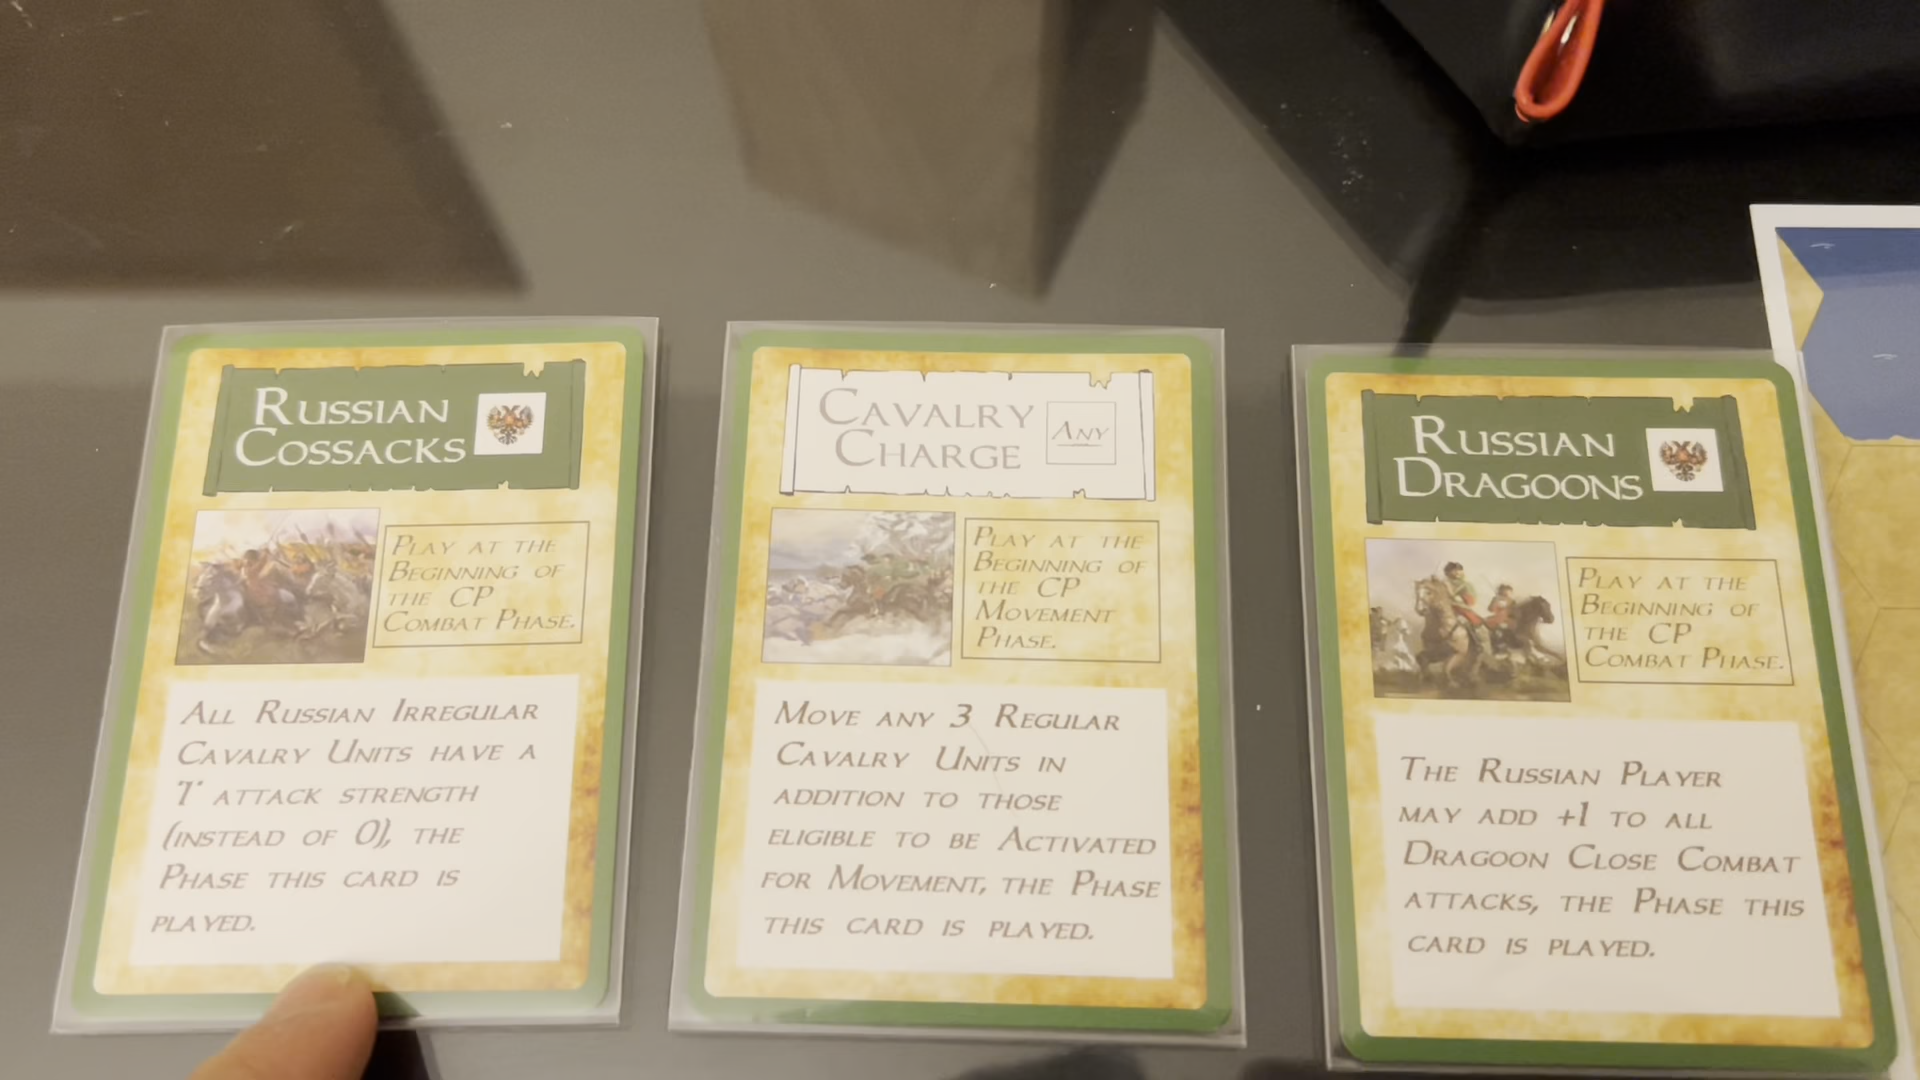 Russian
Cossacks
Play at the
Beginning of
the CP
Combat Phase.
All Russian Irregular
Cavalry Units have a
'1' attack strength
(instead of 0), the
Phase this card is
played.
Cavalry
Charge
Any
Play at the
Beginning of
the CP
Movement
Phase.
Move any 3 Regular
Cavalry Units in
addition to those
eligible to be Activated
for Movement, the Phase
this card is played.
Russian
Dragoons
Play at the
Beginning of
the CP
Combat Phase.
The Russian Player
may add +1 to all
Dragoon Close Combat
attacks, the Phase this
card is played.